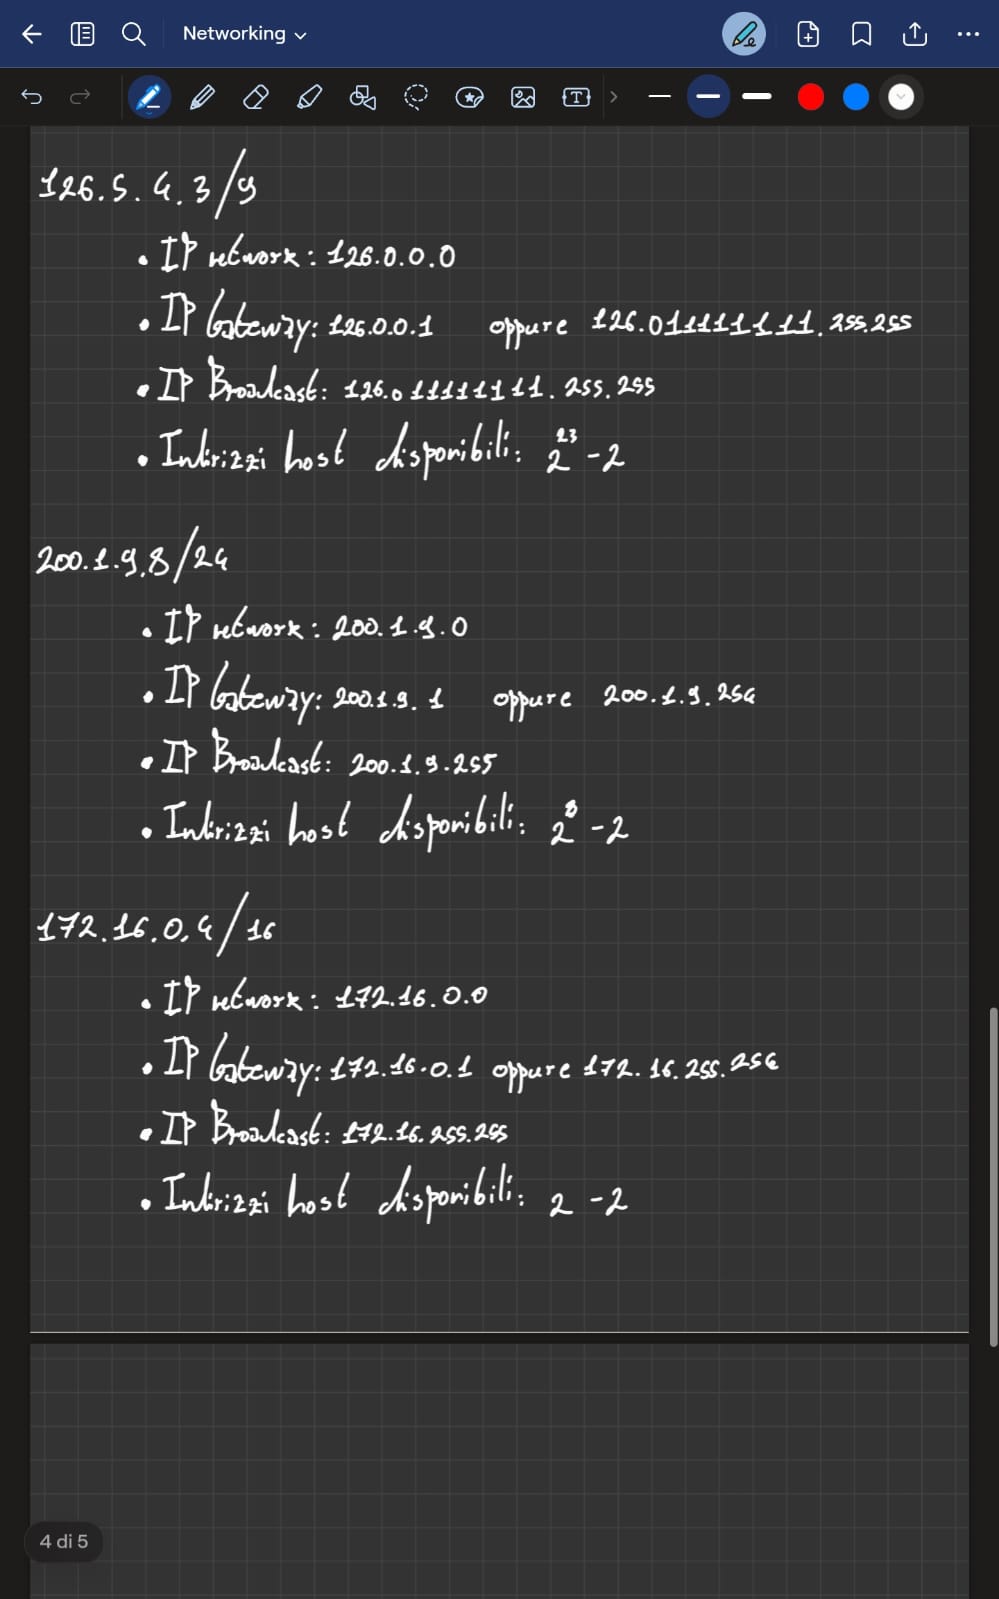 Networking
T
126.5.4.3/9
• IP network: 126.0.0.0
• IP Gateway: 126.0.0.1 oppure 126.011111111.255.255
• IP Broadcast: 126.011111111.255.255
• Indirizzi host disponibili: 2^23 - 2
200.1.9.8/24
• IP network: 200.1.9.0
• IP Gateway: 200.1.9.1 oppure 200.1.9.254
• IP Broadcast: 200.1.9.255
• Indirizzi host disponibili: 2^8 - 2
172.16.0.4/16
• IP network: 172.16.0.0
• IP Gateway: 172.16.0.1 oppure 172.16.255.254
• IP Broadcast: 172.16.255.255
• Indirizzi host disponibili: 2 - 2
4 di 5